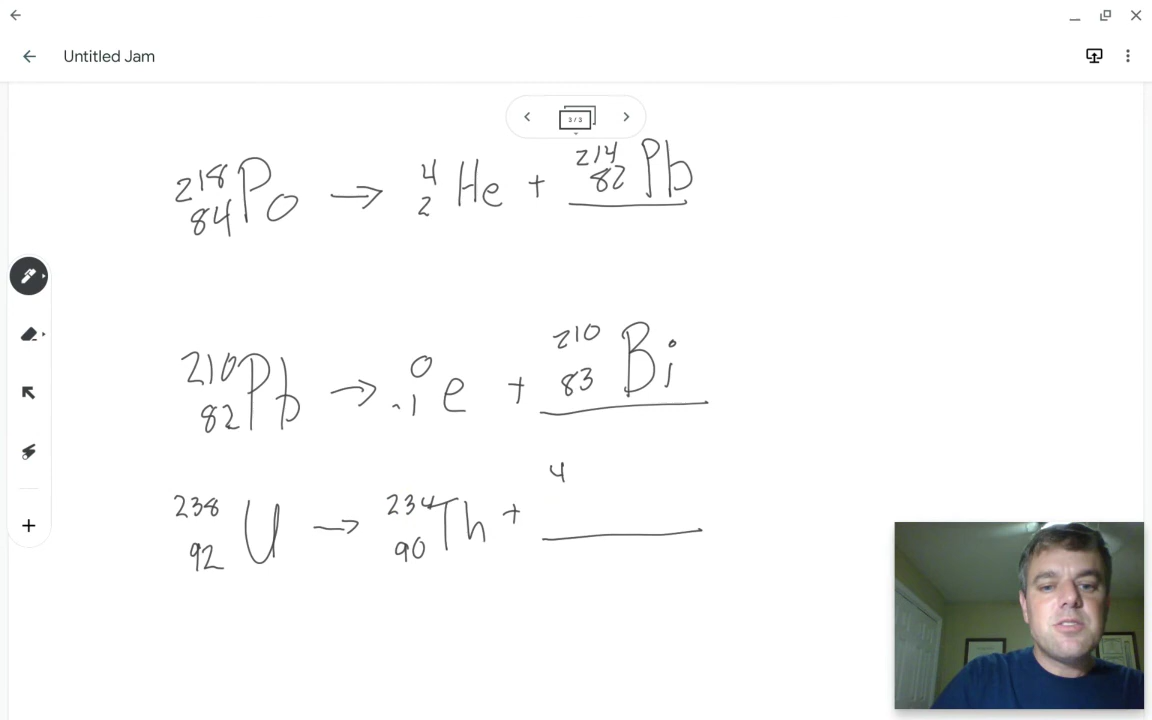 Untitled Jam
3 / 3
218 84 Po → 4 2 He + 214 82 Pb
210 82 Pb → 0 -1 e + 210 83 Bi
238 92 U → 234 90 Th + 4